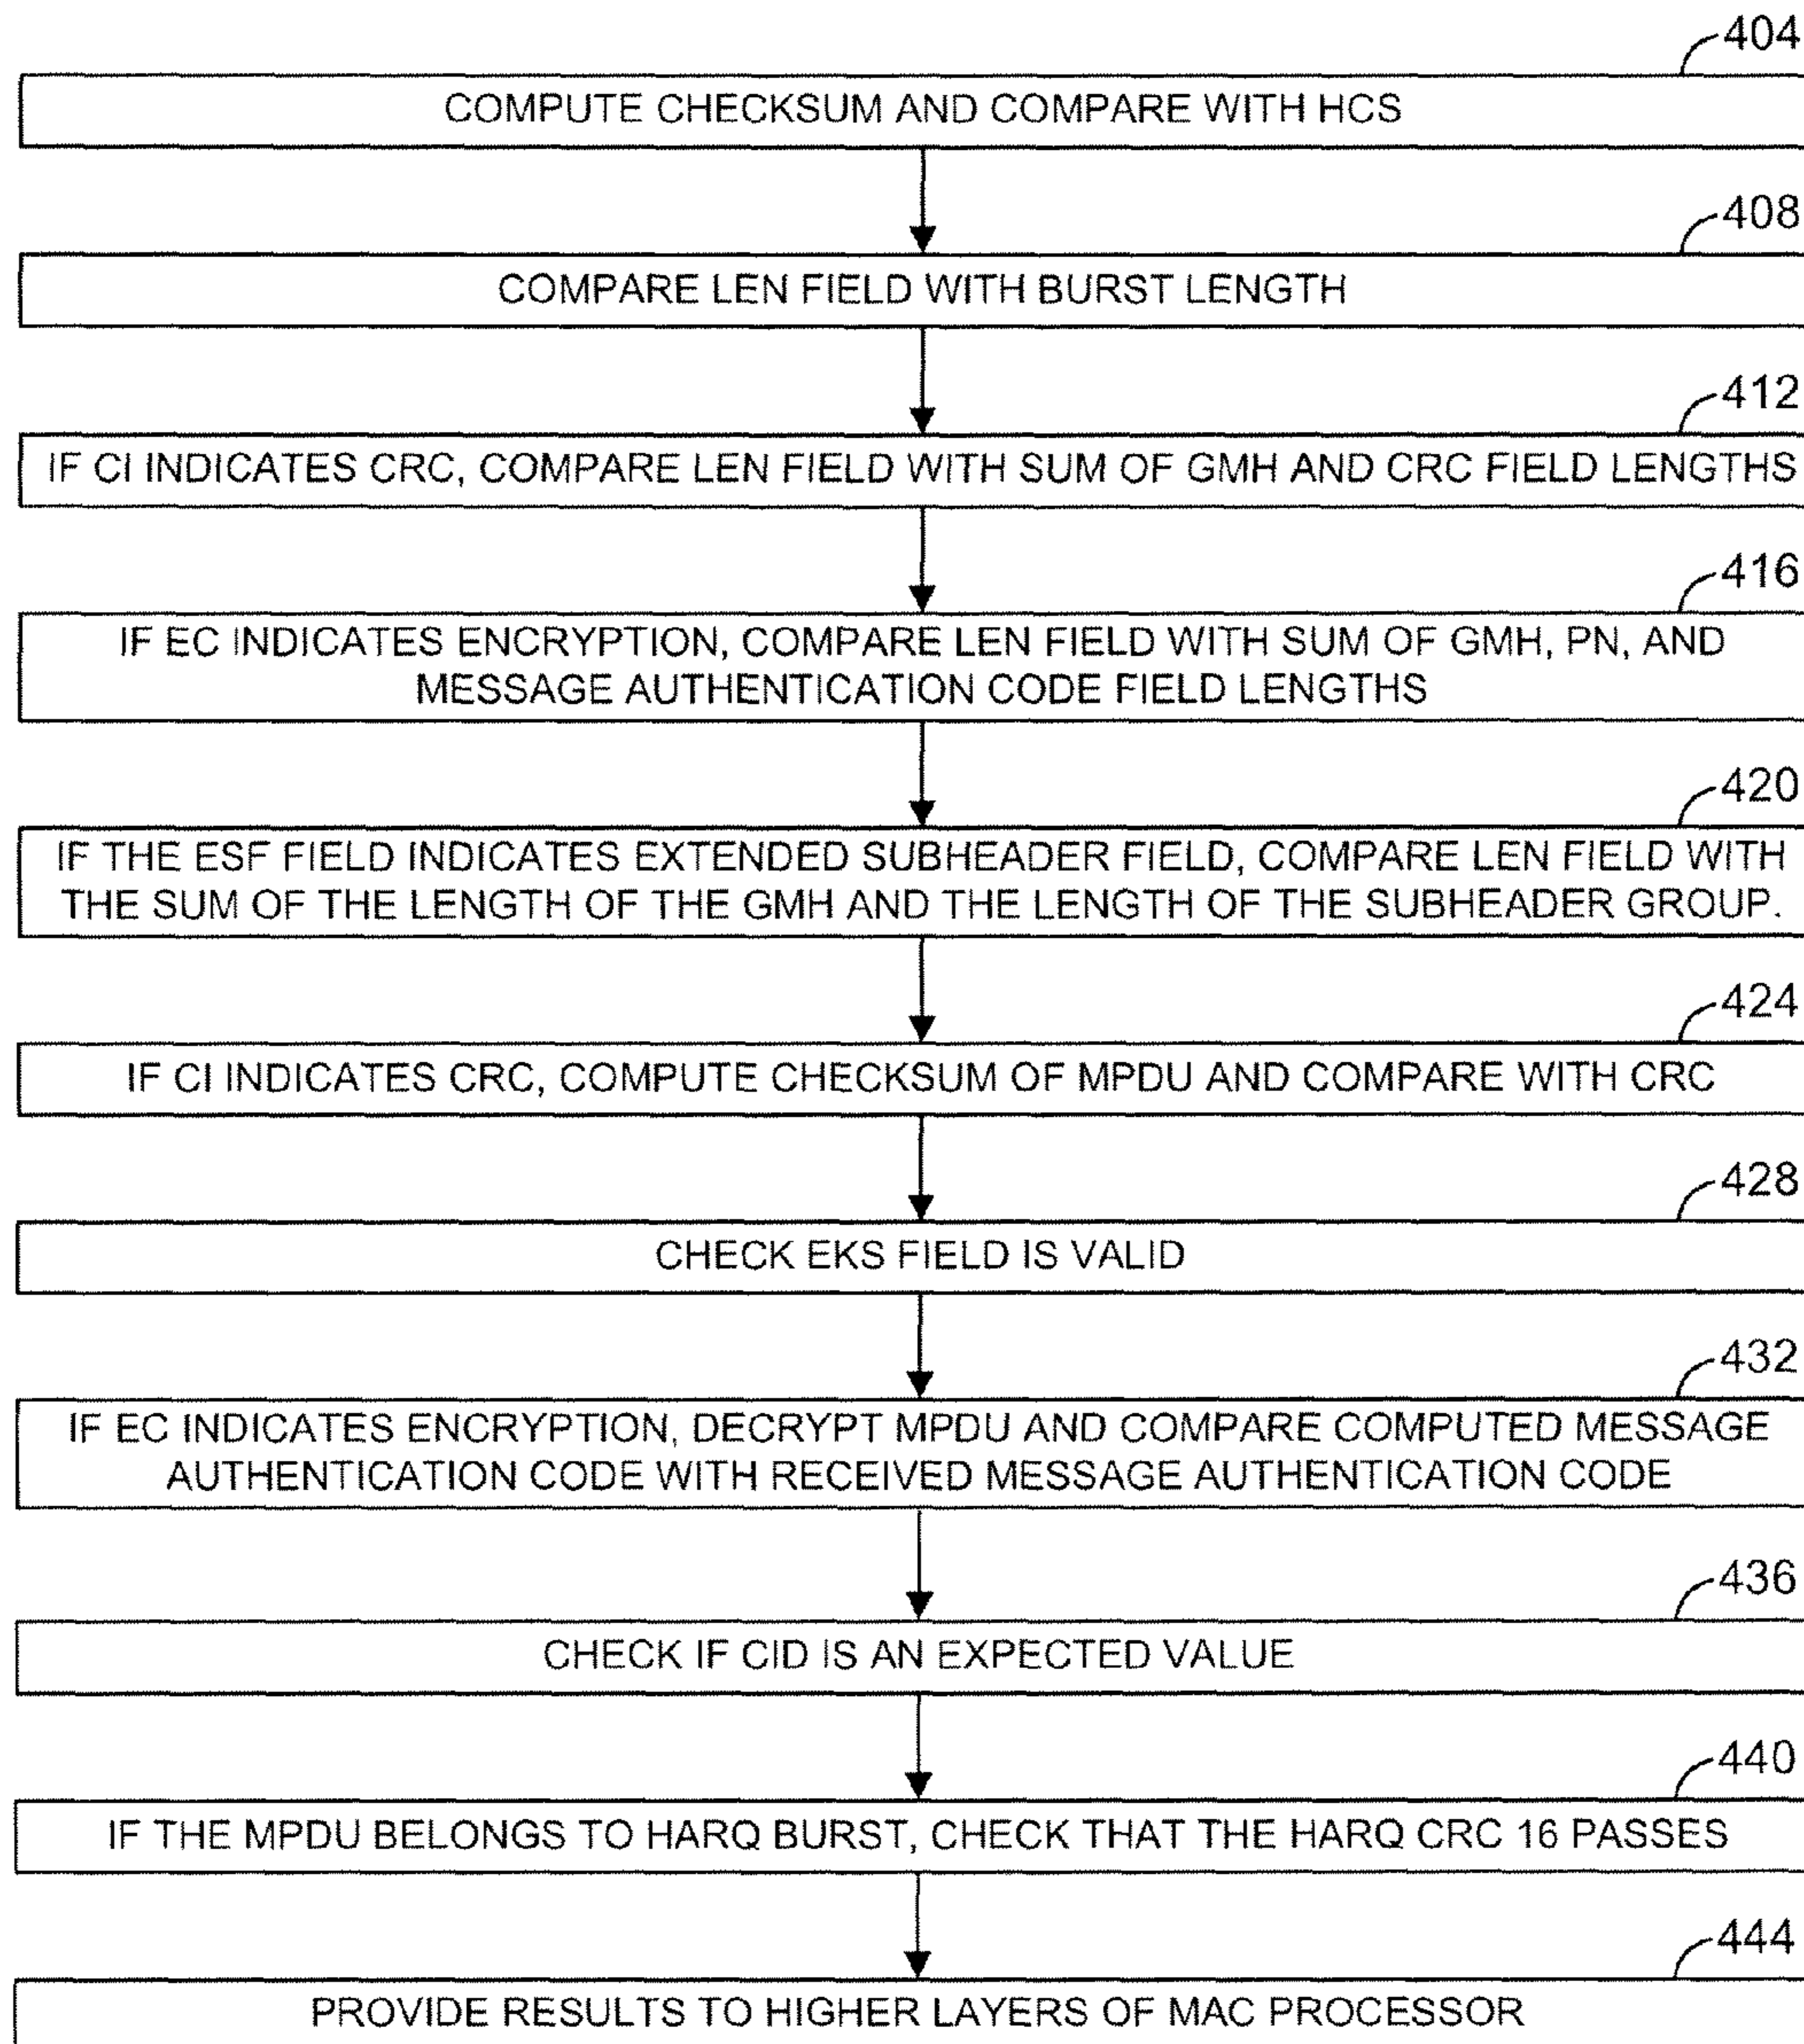 404
COMPUTE CHECKSUM AND COMPARE WITH HCS
408
COMPARE LEN FIELD WITH BURST LENGTH
412
IF CI INDICATES CRC, COMPARE LEN FIELD WITH SUM OF GMH AND CRC FIELD LENGTHS
416
IF EC INDICATES ENCRYPTION, COMPARE LEN FIELD WITH SUM OF GMH, PN, AND
MESSAGE AUTHENTICATION CODE FIELD LENGTHS
420
IF THE ESF FIELD INDICATES EXTENDED SUBHEADER FIELD, COMPARE LEN FIELD WITH
THE SUM OF THE LENGTH OF THE GMH AND THE LENGTH OF THE SUBHEADER GROUP.
424
IF CI INDICATES CRC, COMPUTE CHECKSUM OF MPDU AND COMPARE WITH CRC
428
CHECK EKS FIELD IS VALID
432
IF EC INDICATES ENCRYPTION, DECRYPT MPDU AND COMPARE COMPUTED MESSAGE
AUTHENTICATION CODE WITH RECEIVED MESSAGE AUTHENTICATION CODE
436
CHECK IF CID IS AN EXPECTED VALUE
440
IF THE MPDU BELONGS TO HARQ BURST, CHECK THAT THE HARQ CRC 16 PASSES
444
PROVIDE RESULTS TO HIGHER LAYERS OF MAC PROCESSOR